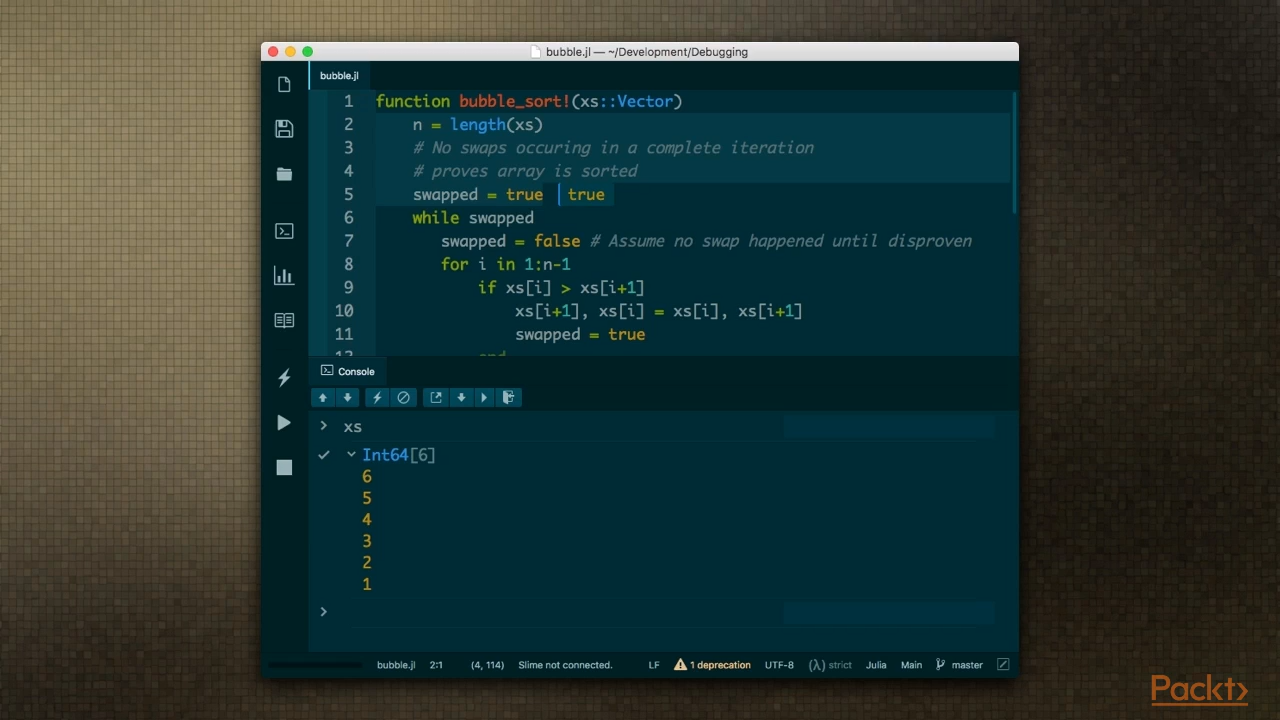 bubble.jl — ~/Development/Debugging
bubble.jl
1 function bubble_sort!(xs::Vector)
2 n = length(xs)
3 # No swaps occuring in a complete iteration
4 # proves array is sorted
5 swapped = true true
6 while swapped
7 swapped = false # Assume no swap happened until disproven
8 for i in 1:n-1
9 if xs[i] > xs[i+1]
10 xs[i+1], xs[i] = xs[i], xs[i+1]
11 swapped = true
12 end
Console
> xs
Int64[6]
6
5
4
3
2
1
>
bubble.jl 2:1 (4, 114) Slime not connected. LF 1 deprecation UTF-8 (λ) strict Julia Main master
Packt>